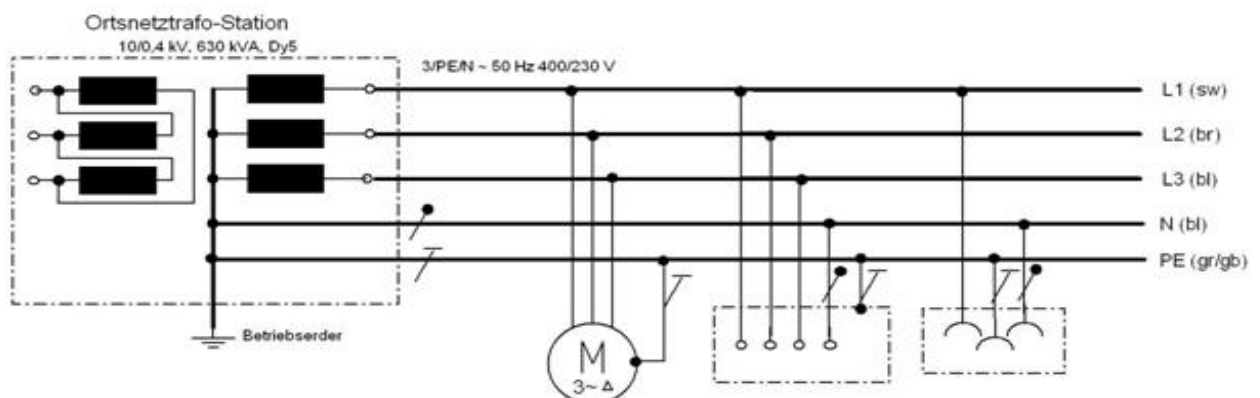 Ortsnetztrafo-Station
10/0,4 kV, 630 kVA, Dy5
3/PE/N ~ 50 Hz 400/230 V
L1 (sw)
L2 (br)
L3 (bl)
N (bl)
PE (gr/gb)
Betriebserder
M
3~ Δ